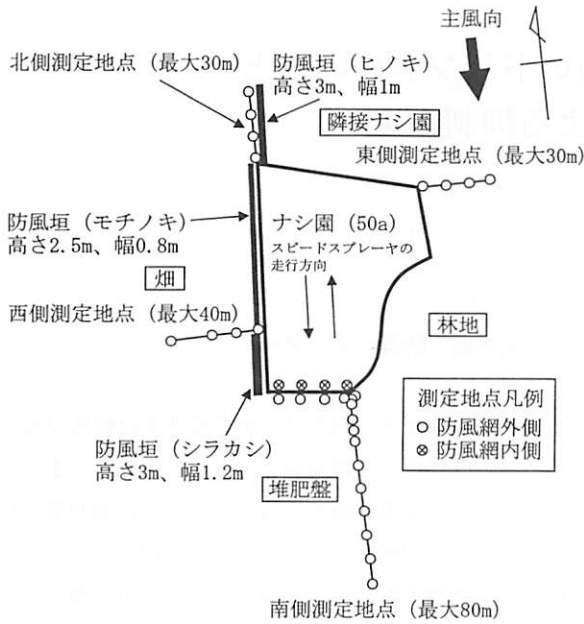 主風向
北側測定地点（最大30m）
防風垣（ヒノキ）
高さ3m、幅1m
隣接ナシ園
東側測定地点（最大30m）
防風垣（モチノキ）
高さ2.5m、幅0.8m
ナシ園（50a）
スピードスプレーヤの
走行方向
畑
西側測定地点（最大40m）
林地
測定地点凡例
○ 防風網外側
⊗ 防風網内側
防風垣（シラカシ）
高さ3m、幅1.2m
堆肥盤
南側測定地点（最大80m）